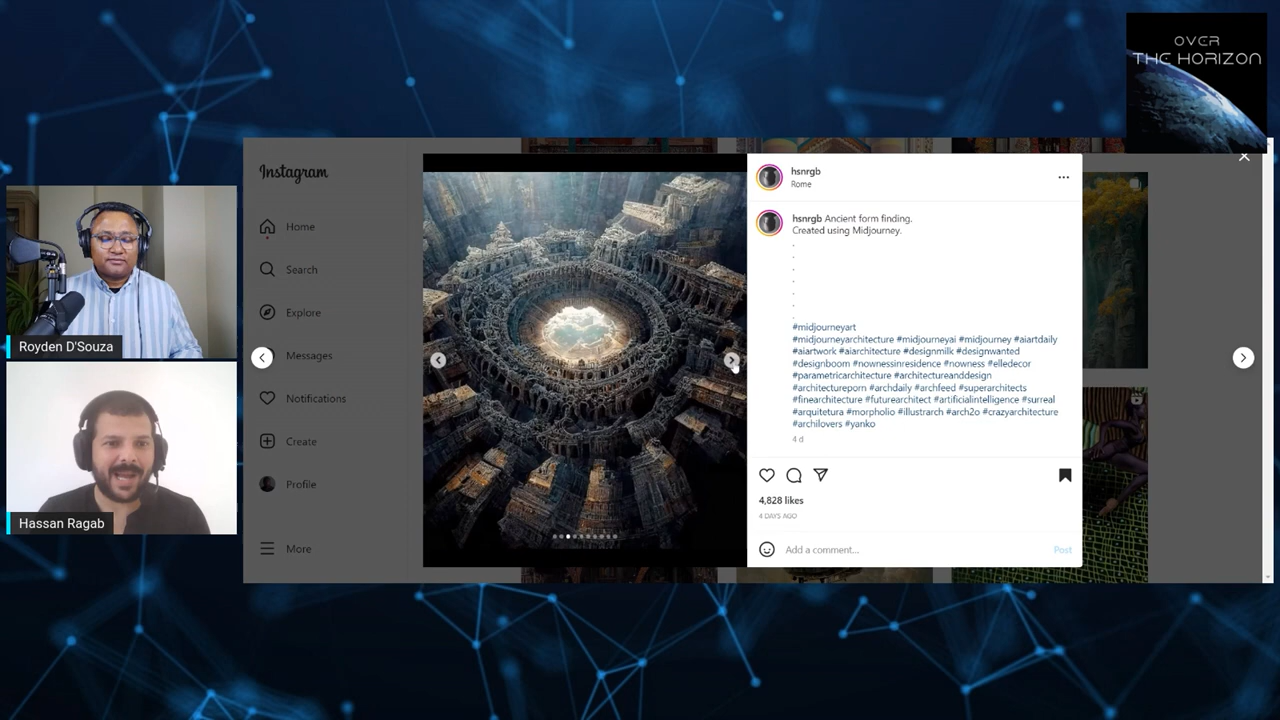 OVER
THE HORIZON
Instagram
Home
Search
Explore
Messages
Notifications
Create
Profile
More
Royden D'Souza
Hassan Ragab
hsnrgb
Rome
hsnrgb Ancient form finding.
Created using Midjourney.
.
.
.
.
.
.
.
#midjourneyart
#midjourneyarchitecture #midjourneyai #midjourney #aiartdaily
#aiartwork #aiarchitecture #designmilk #designwanted
#designboom #nownessinresidence #nowness #elledecor
#parametricarchitecture #architectureanddesign
#architectureporn #archdaily #archfeed #superarchitects
#finearchitecture #futurearchitect #artificialintelligence #surreal
#arquitetura #morpholio #illustrarch #arch2o #crazyarchitecture
#archilovers #yanko
4 d
4,828 likes
4 DAYS AGO
Add a comment...
Post